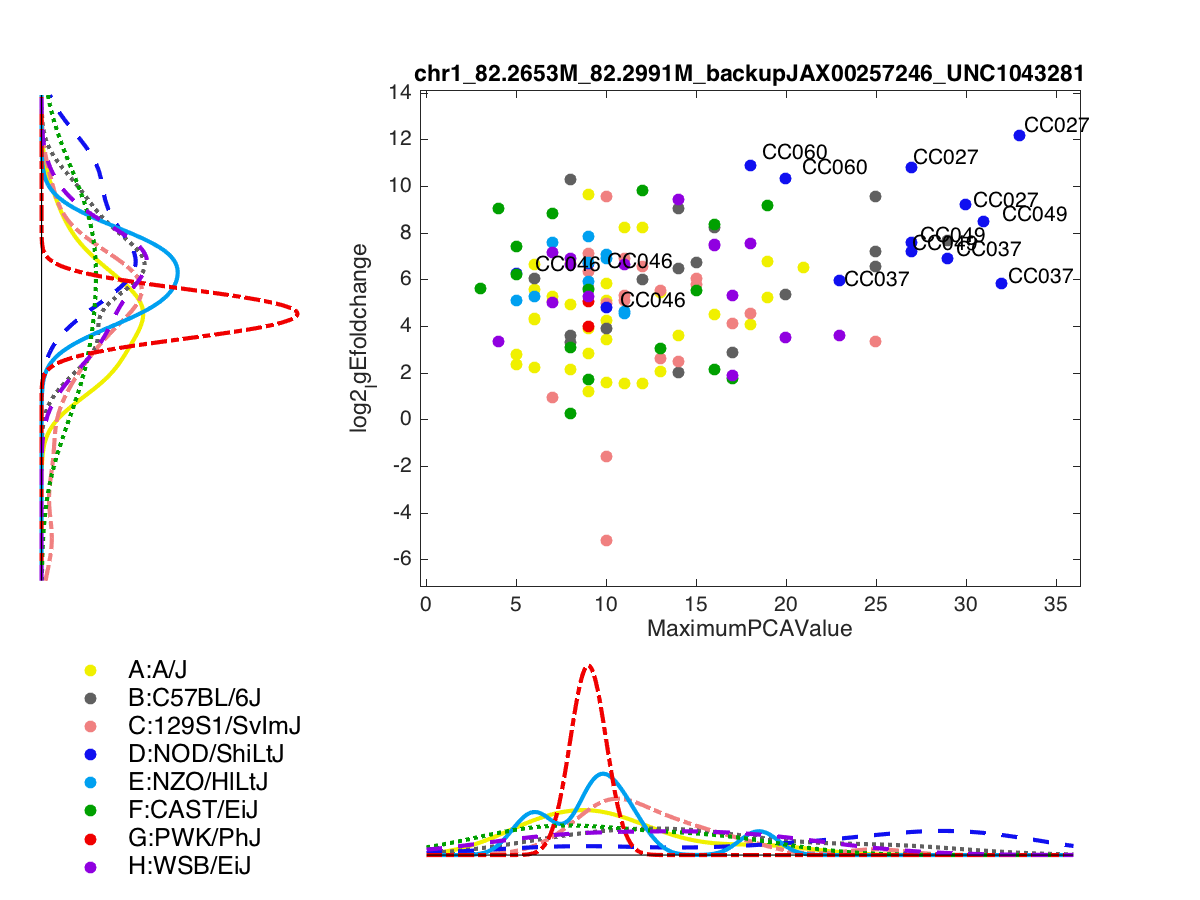 chr1_82.2653M_82.2991M_backupJAX00257246_UNC1043281
14
12
10
8
6
4
2
0
-2
-4
-6
log2lgEfoldchange
CC027
CC060
CC027
CC060
CC027
CC049
CC049
CC049
CC037
CC046
CC046
CC037
CC037
CC046
0 5 10 15 20 25 30 35
MaximumPCAValue
A:A/J
B:C57BL/6J
C:129S1/SvImJ
D:NOD/ShiLtJ
E:NZO/HlLtJ
F:CAST/EiJ
G:PWK/PhJ
H:WSB/EiJ